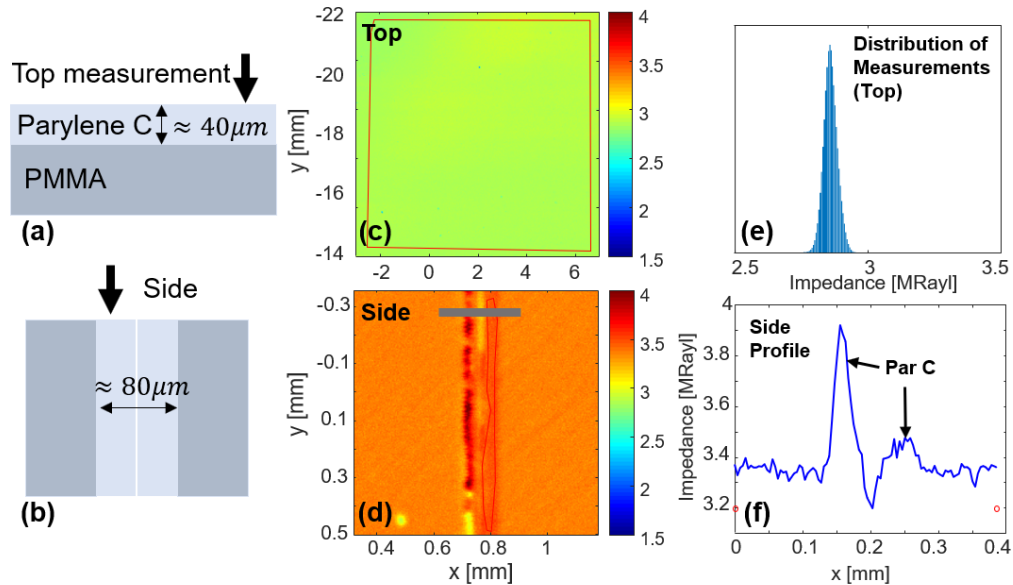 Top measurement
Parylene C
≈ 40μm
PMMA
(a)
Side
≈ 80μm
(b)
-22
-20
-18
-16
-14
y [mm]
Top
(c)
-2
0
2
4
6
4
3.5
3
2.5
2
1.5
-0.3
-0.1
0.1
0.3
0.5
y [mm]
Side
(d)
0.4
0.6
0.8
1
x [mm]
4
3.5
3
2.5
2
1.5
Distribution of
Measurements
(Top)
(e)
2.5
3
3.5
Impedance [MRayl]
4
3.8
3.6
3.4
3.2
Impedance [MRayl]
Side
Profile
Par C
(f)
0
0.1
0.2
0.3
0.4
x [mm]